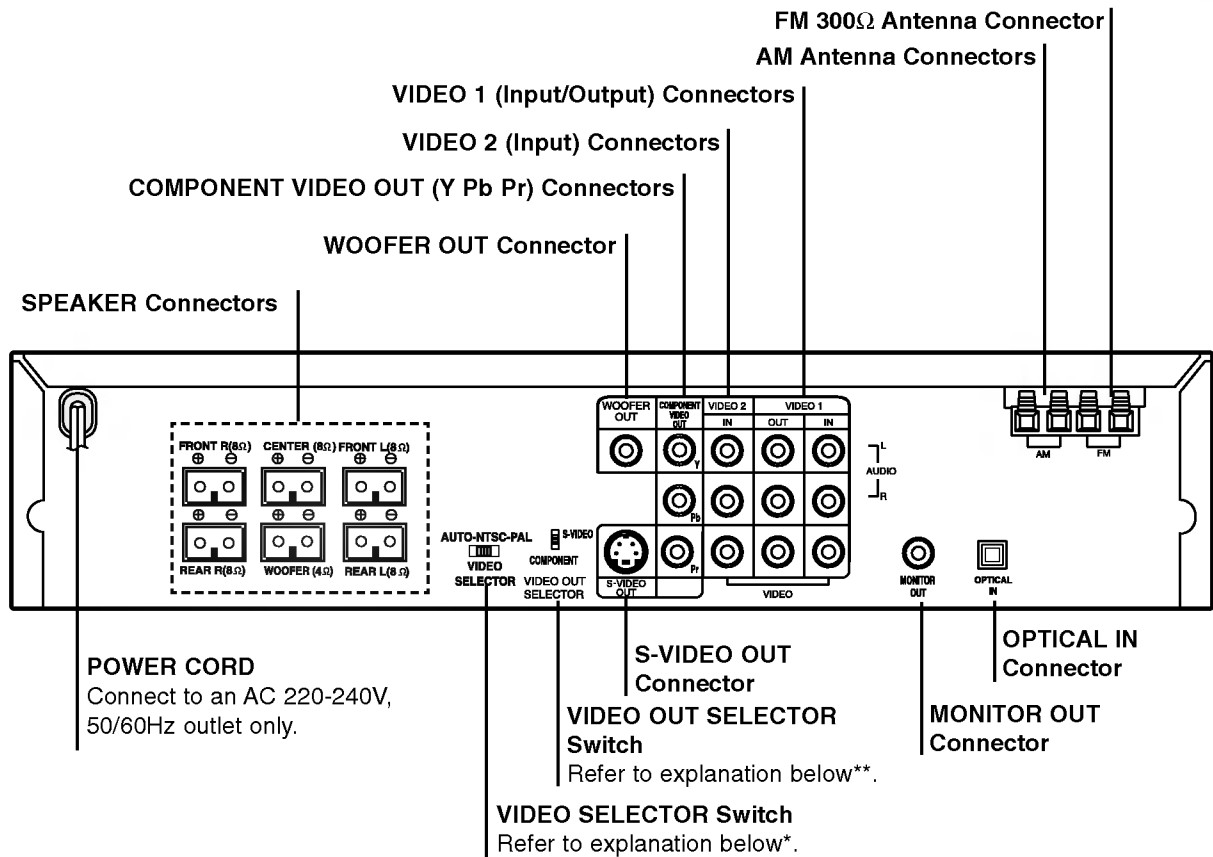 FM 300Ω Antenna Connector
AM Antenna Connectors
VIDEO 1 (Input/Output) Connectors
VIDEO 2 (Input) Connectors
COMPONENT VIDEO OUT (Y Pb Pr) Connectors
WOOFER OUT Connector
SPEAKER Connectors
WOOFER OUT
COMPONENT VIDEO OUT
VIDEO 2
VIDEO 1
IN
OUT
IN
FRONT R(8Ω)
CENTER (8Ω)
FRONT L(8Ω)
⊕ ⊖
⊕ ⊖
⊕ ⊖
Y
L
AUDIO
R
AM
FM
Pb
⊕ ⊖
⊕ ⊖
⊕ ⊖
REAR R(8Ω)
WOOFER (4Ω)
REAR L(8Ω)
AUTO-NTSC-PAL
VIDEO
SELECTOR
S-VIDEO
COMPONENT
VIDEO OUT
SELECTOR
Pr
S-VIDEO
OUT
VIDEO
MONITOR
OUT
OPTICAL
IN
POWER CORD
Connect to an AC 220-240V,
50/60Hz outlet only.
S-VIDEO OUT
Connector
OPTICAL IN
Connector
VIDEO OUT SELECTOR
Switch
Refer to explanation below**.
MONITOR OUT
Connector
VIDEO SELECTOR Switch
Refer to explanation below*.